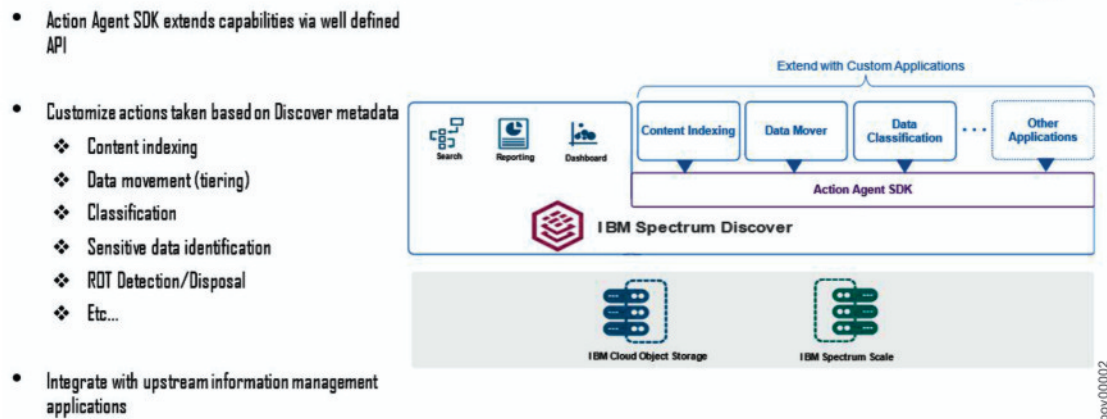 • Action Agent SDK extends capabilities via well defined
API
• Customize actions taken based on Discover metadata
❖ Content indexing
❖ Data movement (tiering)
❖ Classification
❖ Sensitive data identification
❖ ROT Detection/Disposal
❖ Etc...
• Integrate with upstream information management
applications
Extend with Custom Applications
Search
Reporting
Dashboard
Content Indexing
Data Mover
Data
Classification
...
Other
Applications
Action Agent SDK
IBM Spectrum Discover
IBM Cloud Object Storage
IBM Spectrum Scale